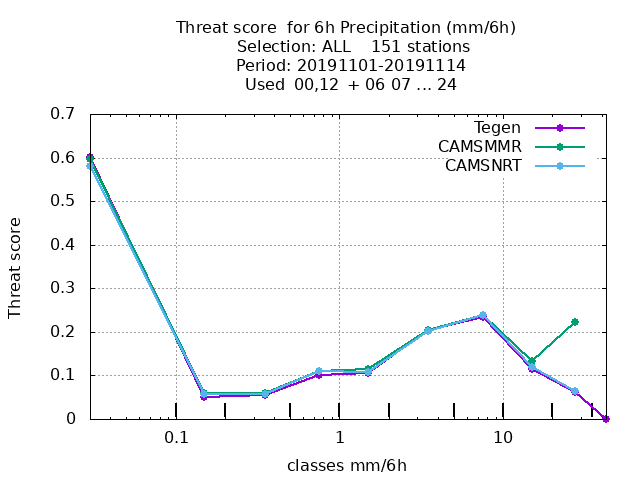 Threat score  for 6h Precipitation (mm/6h)
Selection: ALL    151 stations
Period: 20191101-20191114
Used  00,12  + 06 07 ... 24
Tegen
CAMSMMR
CAMSNRT
Threat score
0.7
0.6
0.5
0.4
0.3
0.2
0.1
0
0.1 1 10
classes mm/6h